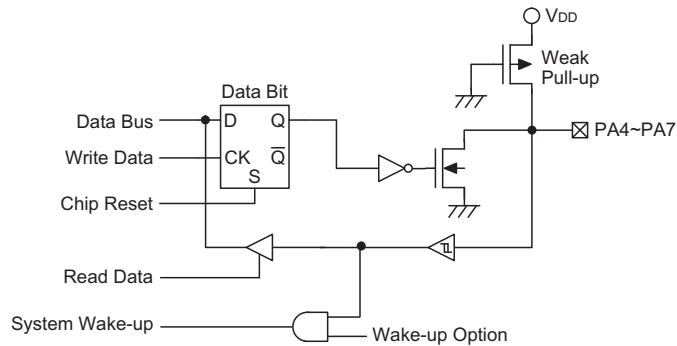 VDD
Weak
Pull-up
Data Bit
Data Bus
D
Q
PA4~PA7
Write Data
CK
Q̅
S
Chip Reset
Read Data
System Wake-up
Wake-up Option